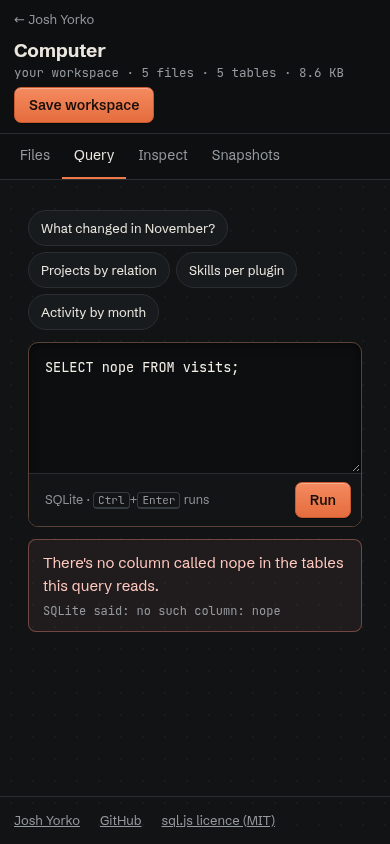 ← Josh Yorko
Computer
your workspace · 5 files · 5 tables · 8.6 KB
Save workspace
Files Query Inspect Snapshots
What changed in November?
Projects by relation Skills per plugin
Activity by month
SELECT nope FROM visits;
SQLite · Ctrl+Enter runs Run
There's no column called nope in the tables
this query reads.
SQLite said: no such column: nope
Josh Yorko GitHub sql.js licence (MIT)